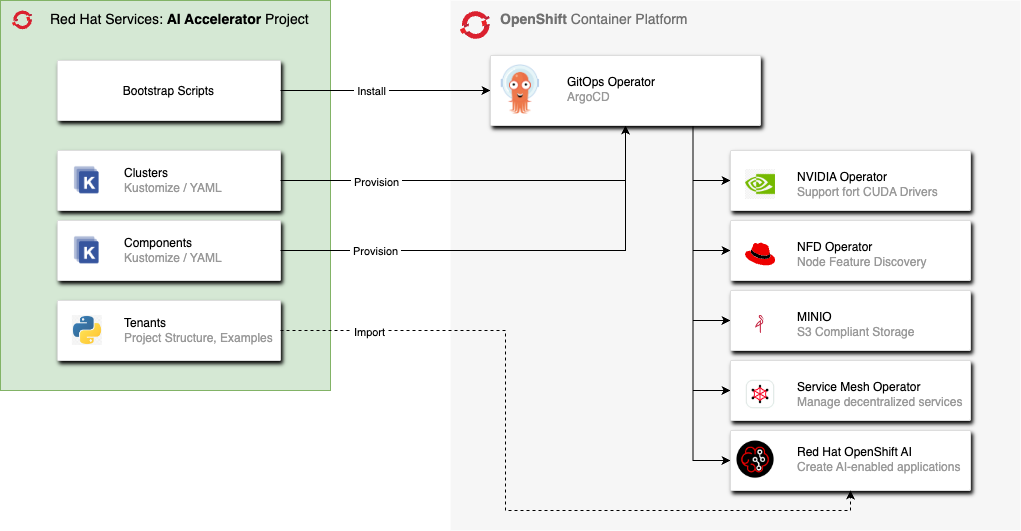 Red Hat Services: AI Accelerator Project
OpenShift Container Platform
Bootstrap Scripts
Install
GitOps Operator
ArgoCD
K
Clusters
Kustomize / YAML
Provision
K
Components
Kustomize / YAML
Provision
Tenants
Project Structure, Examples
Import
NVIDIA Operator
Support fort CUDA Drivers
NFD Operator
Node Feature Discovery
MINIO
S3 Compliant Storage
Service Mesh Operator
Manage decentralized services
Red Hat OpenShift AI
Create AI-enabled applications